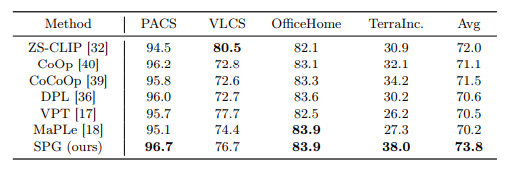 Method PACS VLCS OfficeHome TerraInc. Avg
ZS-CLIP [32] 94.5 80.5 82.1 30.9 72.0
CoOp [40] 96.2 72.8 83.1 32.1 71.1
CoCoOp [39] 95.8 72.6 83.3 34.2 71.5
DPL [36] 96.0 72.7 83.6 30.2 70.6
VPT [17] 95.7 77.7 82.5 26.2 70.5
MaPLe [18] 95.1 74.4 83.9 27.3 70.2
SPG (ours) 96.7 76.7 83.9 38.0 73.8